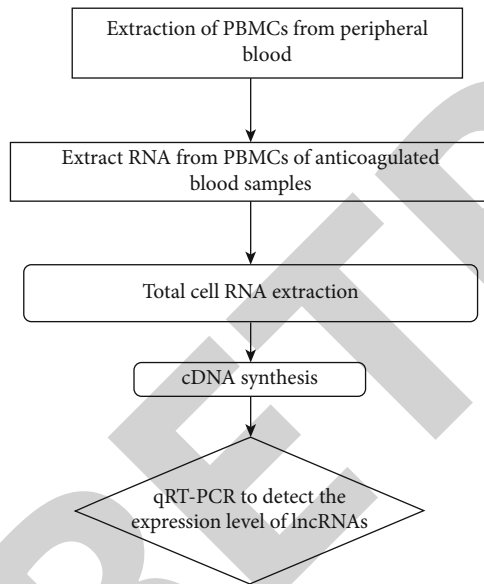 Extraction of PBMCs from peripheral
blood
Extract RNA from PBMCs of anticoagulated
blood samples
Total cell RNA extraction
cDNA synthesis
qRT-PCR to detect the
expression level of lncRNAs